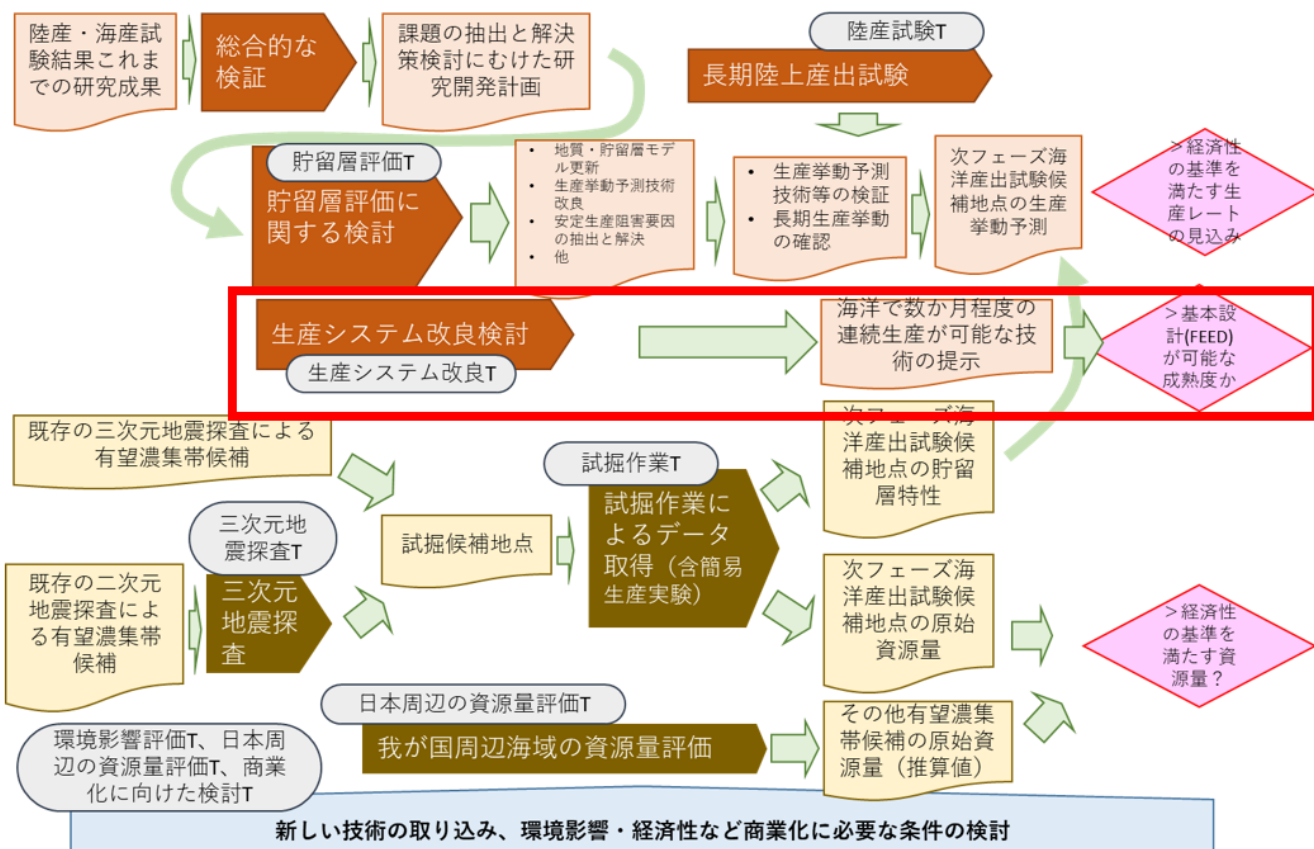 陸産・海産試
験結果これま
での研究成果
総合的な
検証
課題の抽出と解決
策検討にむけた研
究開発計画
陸産試験T
長期陸上産出試験
貯留層評価T
貯留層評価に
関する検討
• 地質・貯留層モデ
ル更新
• 生産挙動予測技術
改良
• 安定生産阻害要因
の抽出と解決
• 他
• 生産挙動予測
技術等の検証
• 長期生産挙動
の確認
次フェーズ海
洋産出試験候
補地点の生産
挙動予測
＞経済性
の基準を
満たす生
産レート
の見込み
生産システム改良検討
生産システム改良T
海洋で数か月程度の
連続生産が可能な技
術の提示
＞基本設
計(FEED)
が可能な
成熟度か
既存の三次元地震探査による
有望濃集帯候補
三次元地
震探査T
既存の二次元
地震探査によ
る有望濃集帯
候補
三次元
地震探
査
試掘候補地点
試掘作業T
試掘作業に
よるデータ
取得（含簡易
生産実験）
次フェーズ海
洋産出試験候
補地点の貯留
層特性
次フェーズ海
洋産出試験候
補地点の原始
資源量
＞経済性
の基準を
満たす資
源量？
日本周辺の資源量評価T
我が国周辺海域の資源量評価
その他有望濃集
帯候補の原始資
源量（推算値）
環境影響評価T、日本周
辺の資源量評価T、商業
化に向けた検討T
新しい技術の取り込み、環境影響・経済性など商業化に必要な条件の検討